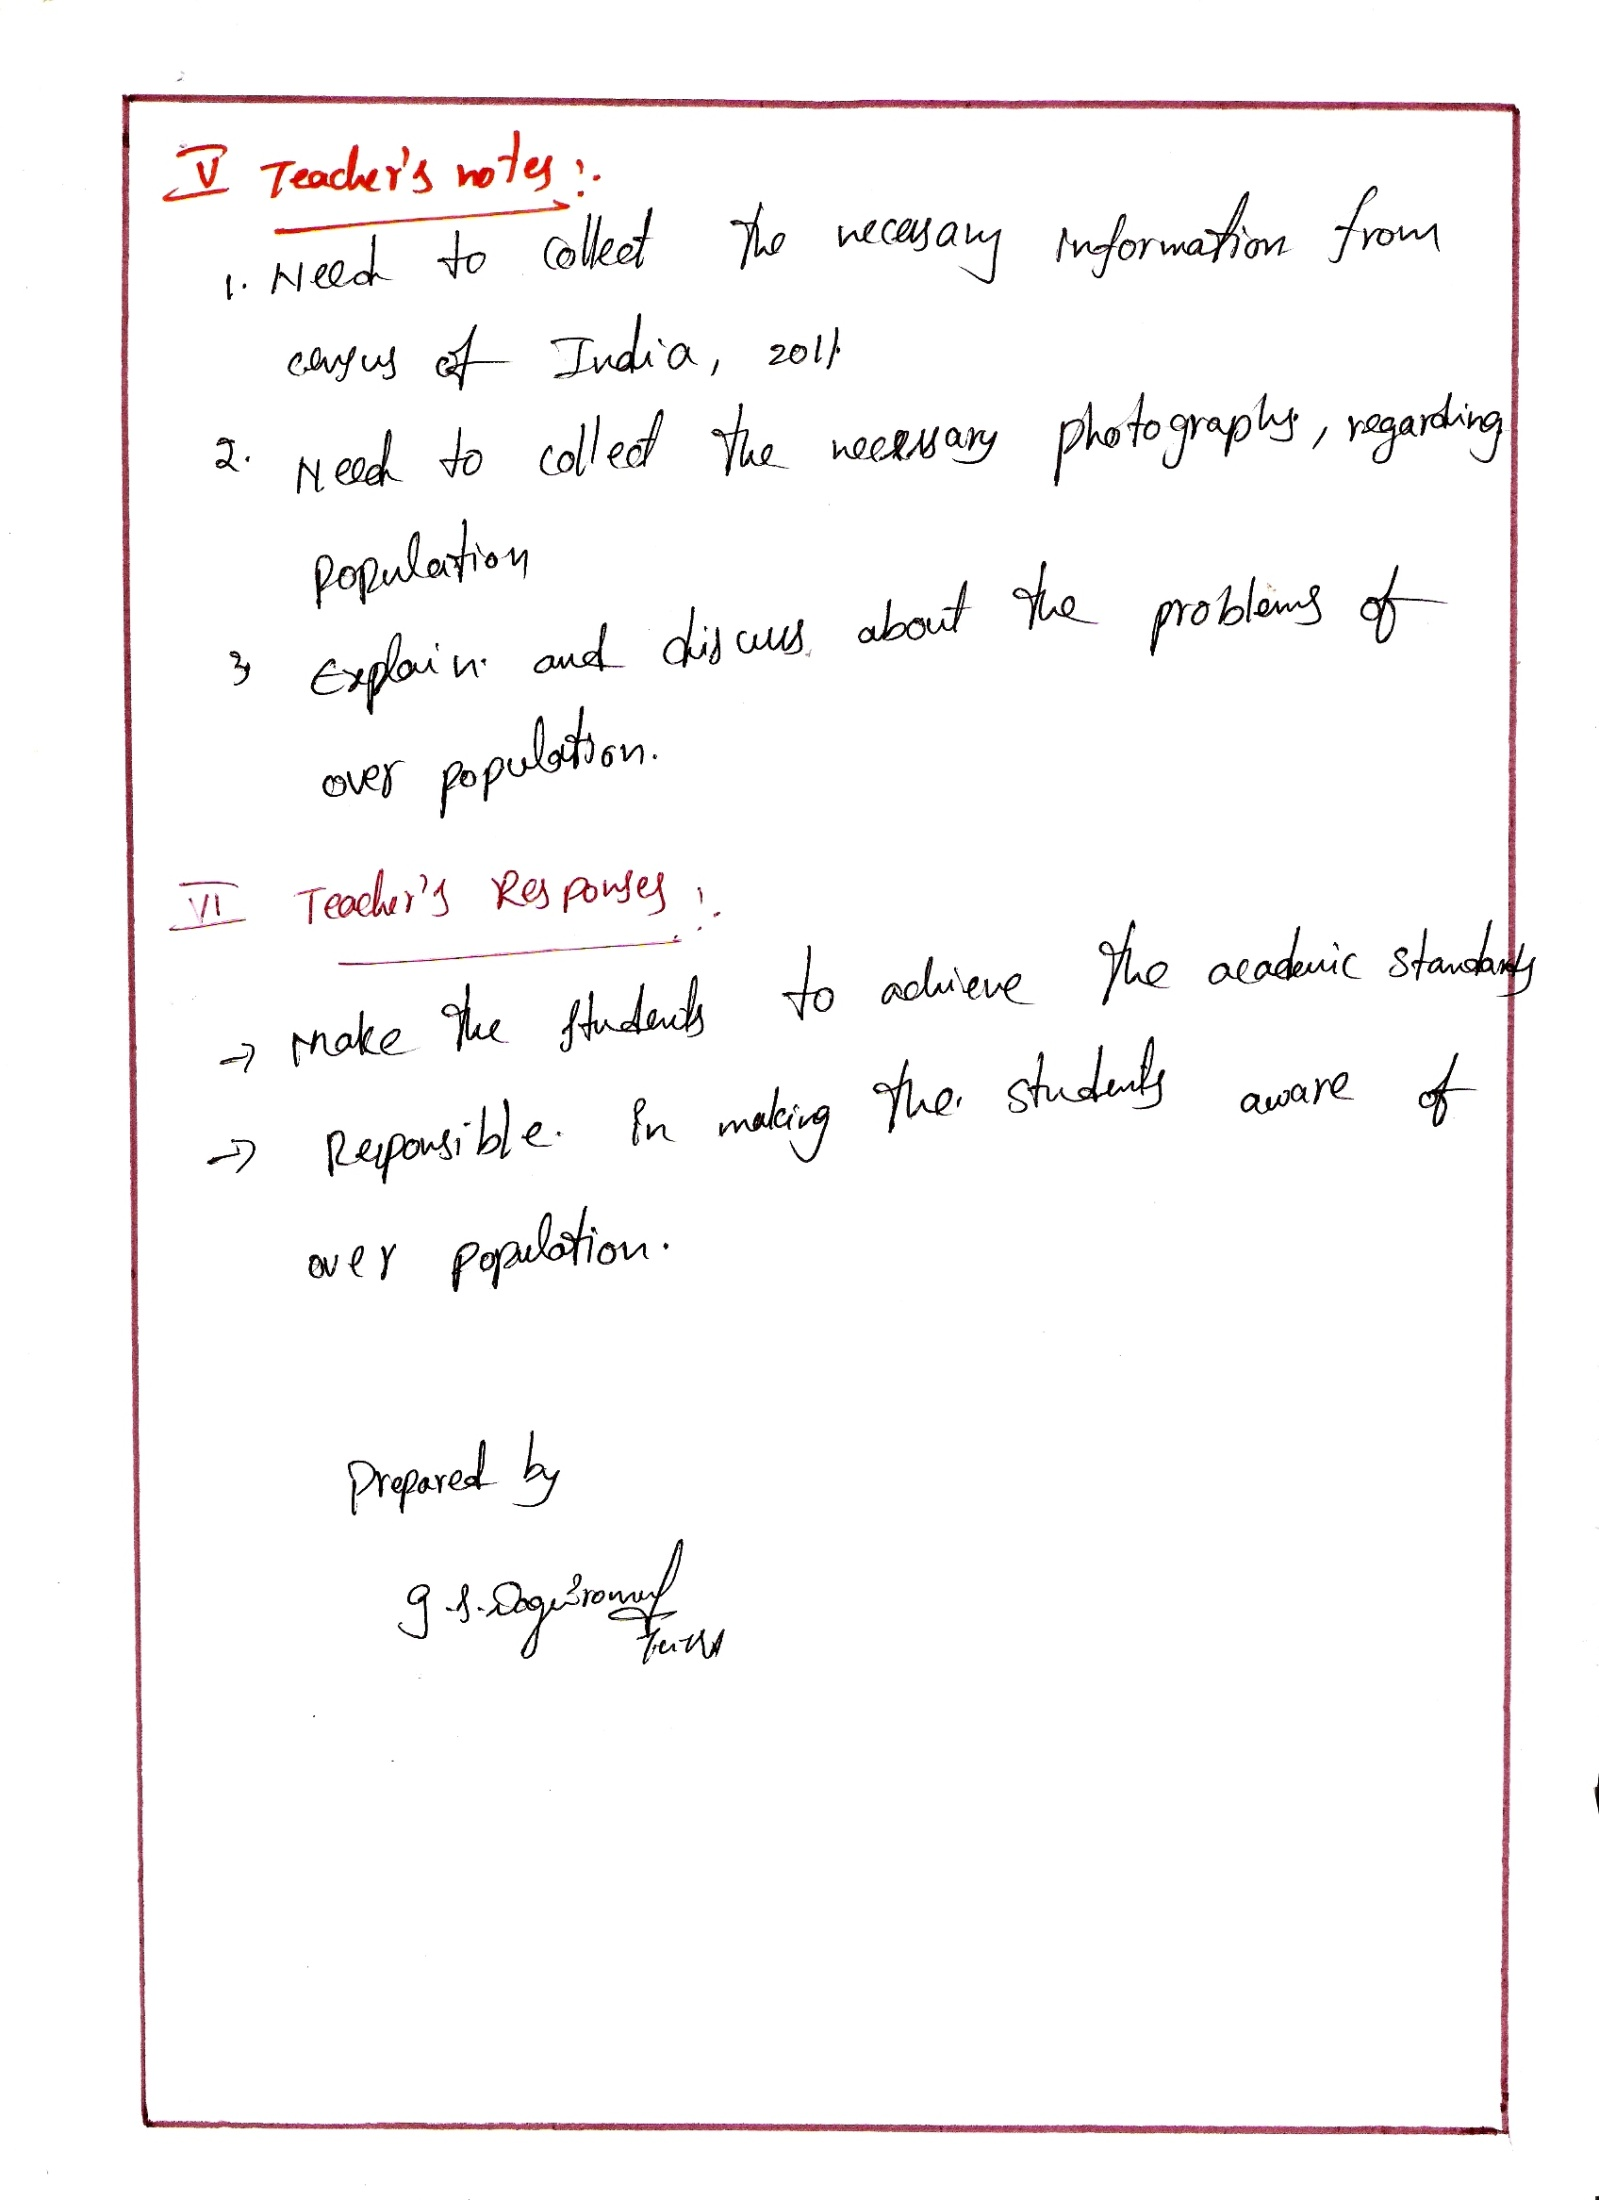 V Teacher's notes :-
1. Need to collect the necessary information from
census of India, 2011.
2. Need to collect the necessary photographs, regarding
population
3 Explain and discuss about the problems of
over population.
VI Teacher's Responses :-
→ Make the students to achieve the academic standards
→ Responsible. in making the students aware of
over population.
Prepared by
g.s.